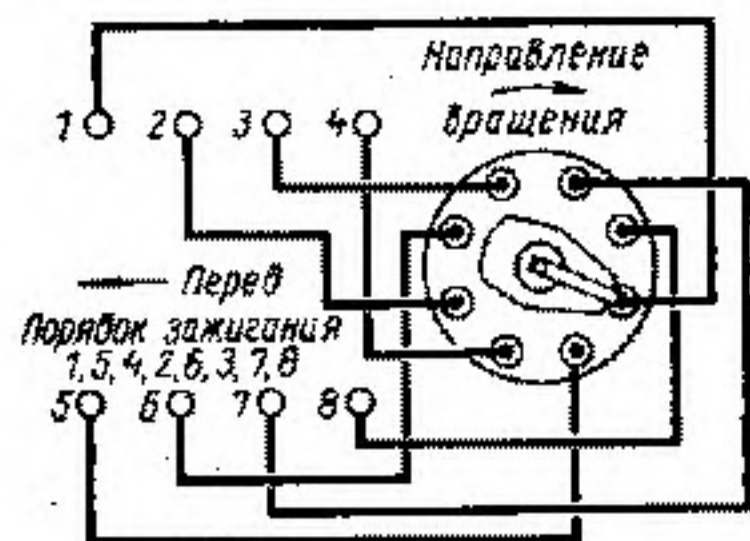 Направление
вращения
1 2 3 4
Перед
Порядок зажигания
1, 5, 4, 2, 6, 3, 7, 8
5 6 7 8